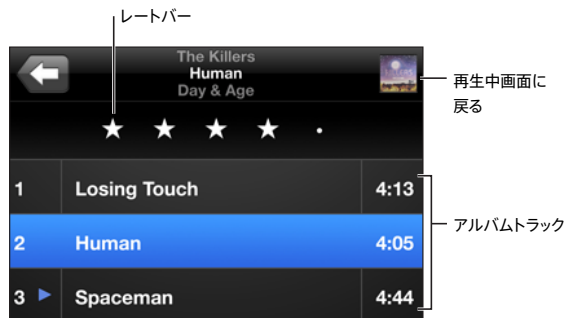 レートバー
The Killers
Human
Day & Age
再生中画面に
戻る
1 Losing Touch 4:13
2 Human 4:05
3 Spaceman 4:44
アルバムトラック